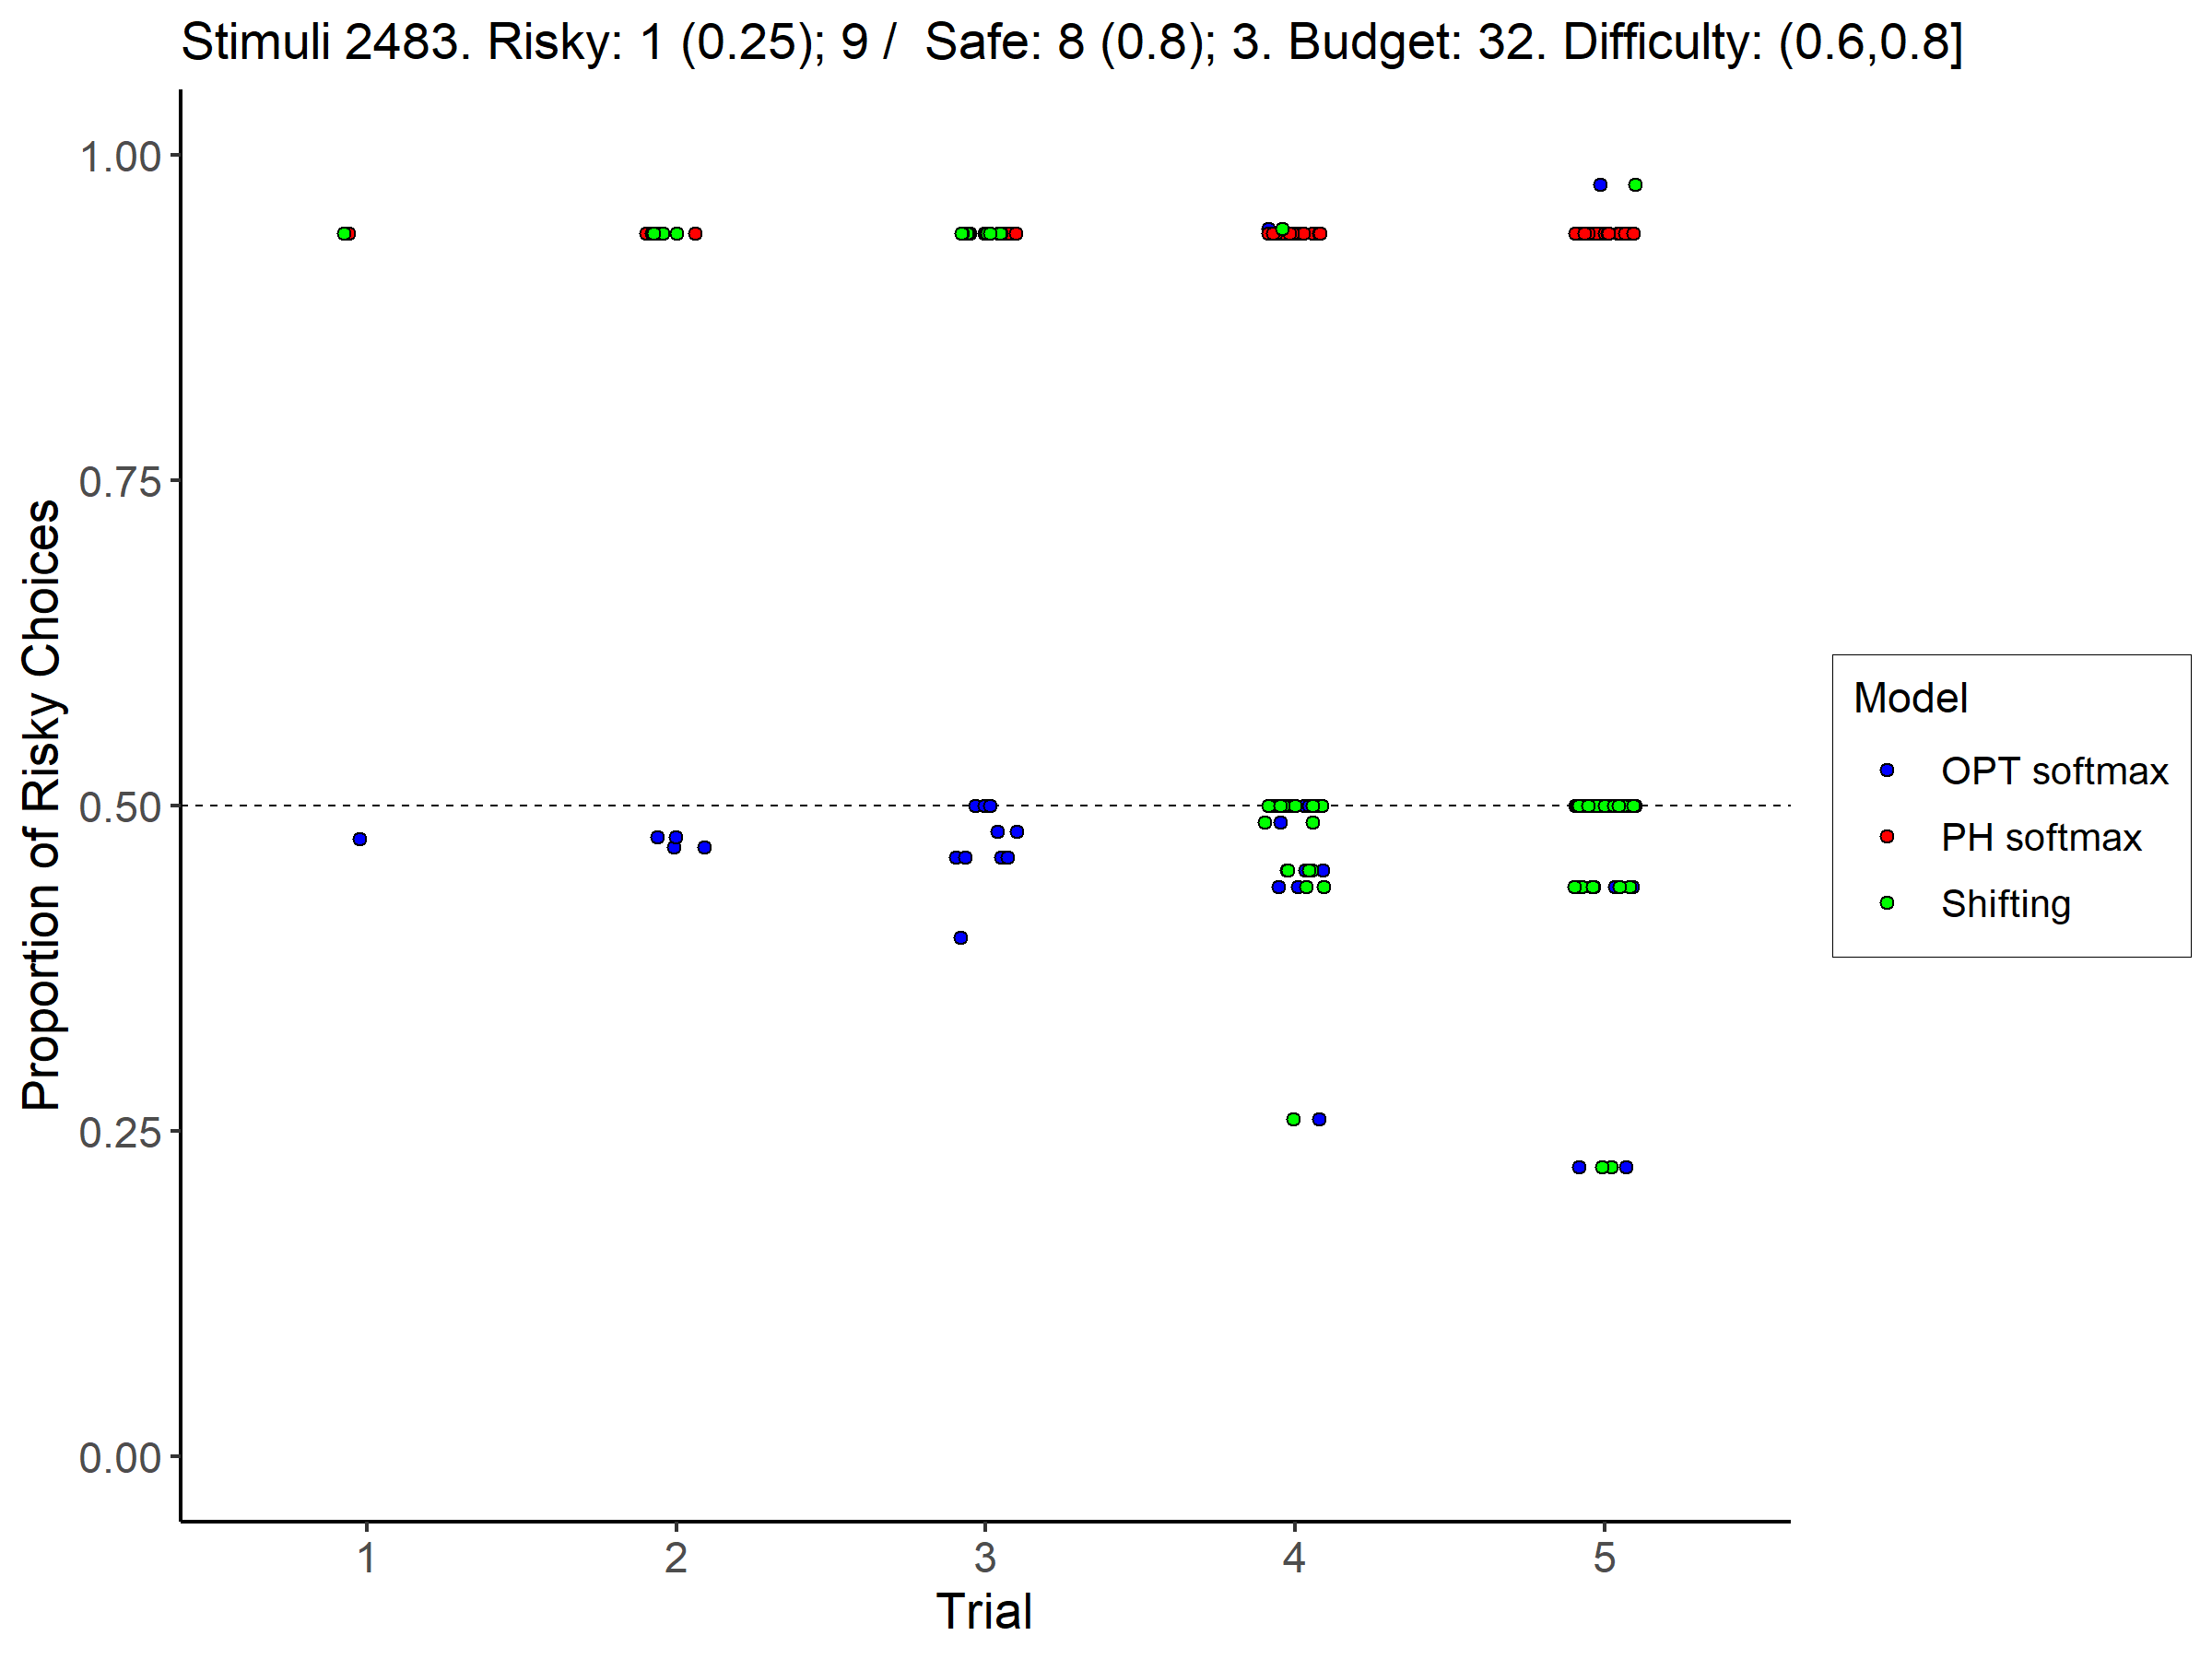 Stimuli 2483. Risky: 1 (0.25); 9 /  Safe: 8 (0.8); 3. Budget: 32. Difficulty: (0.6,0.8]
Proportion of Risky Choices
1.00
0.75
0.50
0.25
0.00
1 2 3 4 5
Trial
Model
OPT softmax
PH softmax
Shifting